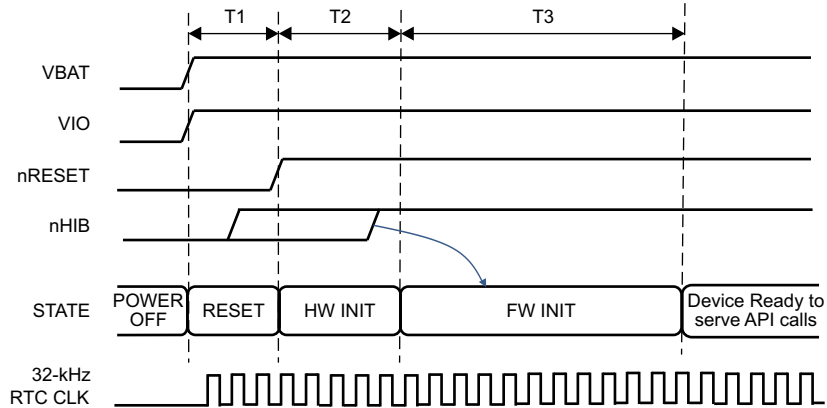 T1 T2 T3
VBAT
VIO
nRESET
nHIB
STATE
POWER
OFF
RESET
HW INIT
FW INIT
Device Ready to
serve API calls
32-kHz
RTC CLK